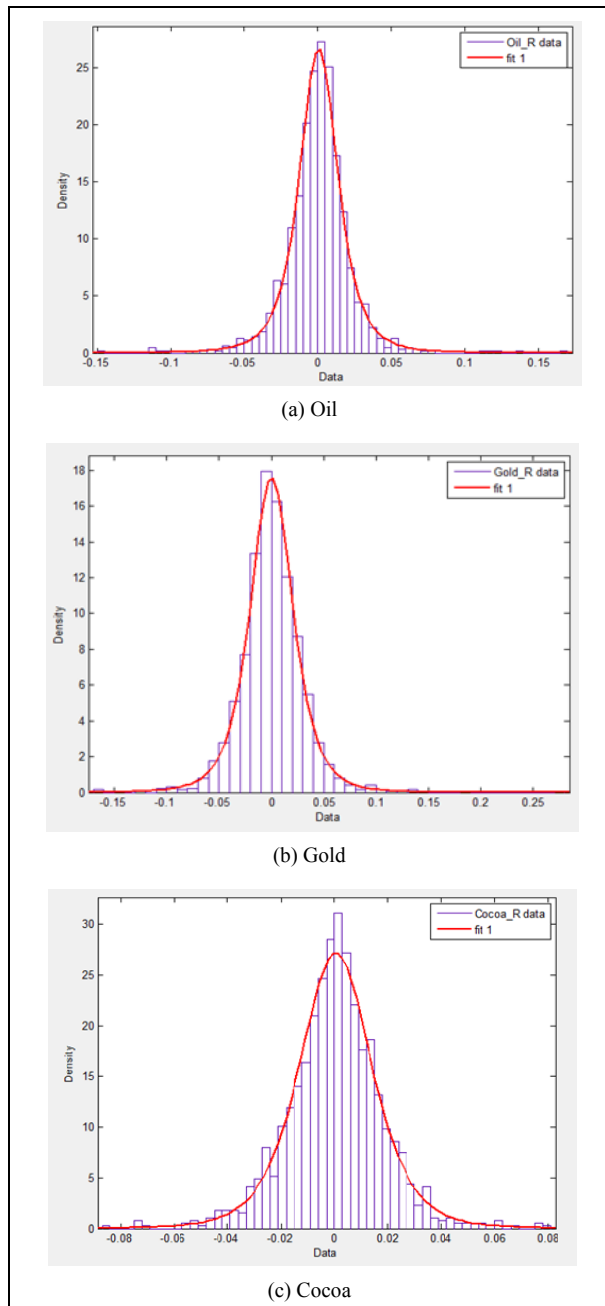 Oil_R data
fit 1
25
20
15
10
5
0
Density
-0.15 -0.1 -0.05 0 0.05 0.1 0.15
Data
(a) Oil
Gold_R data
fit 1
18
16
14
12
10
8
6
4
2
0
Density
-0.15 -0.1 -0.05 0 0.05 0.1 0.15 0.2 0.25
Data
(b) Gold
Cocoa_R data
fit 1
30
25
20
15
10
5
0
Density
-0.08 -0.06 -0.04 -0.02 0 0.02 0.04 0.06 0.08
Data
(c) Cocoa